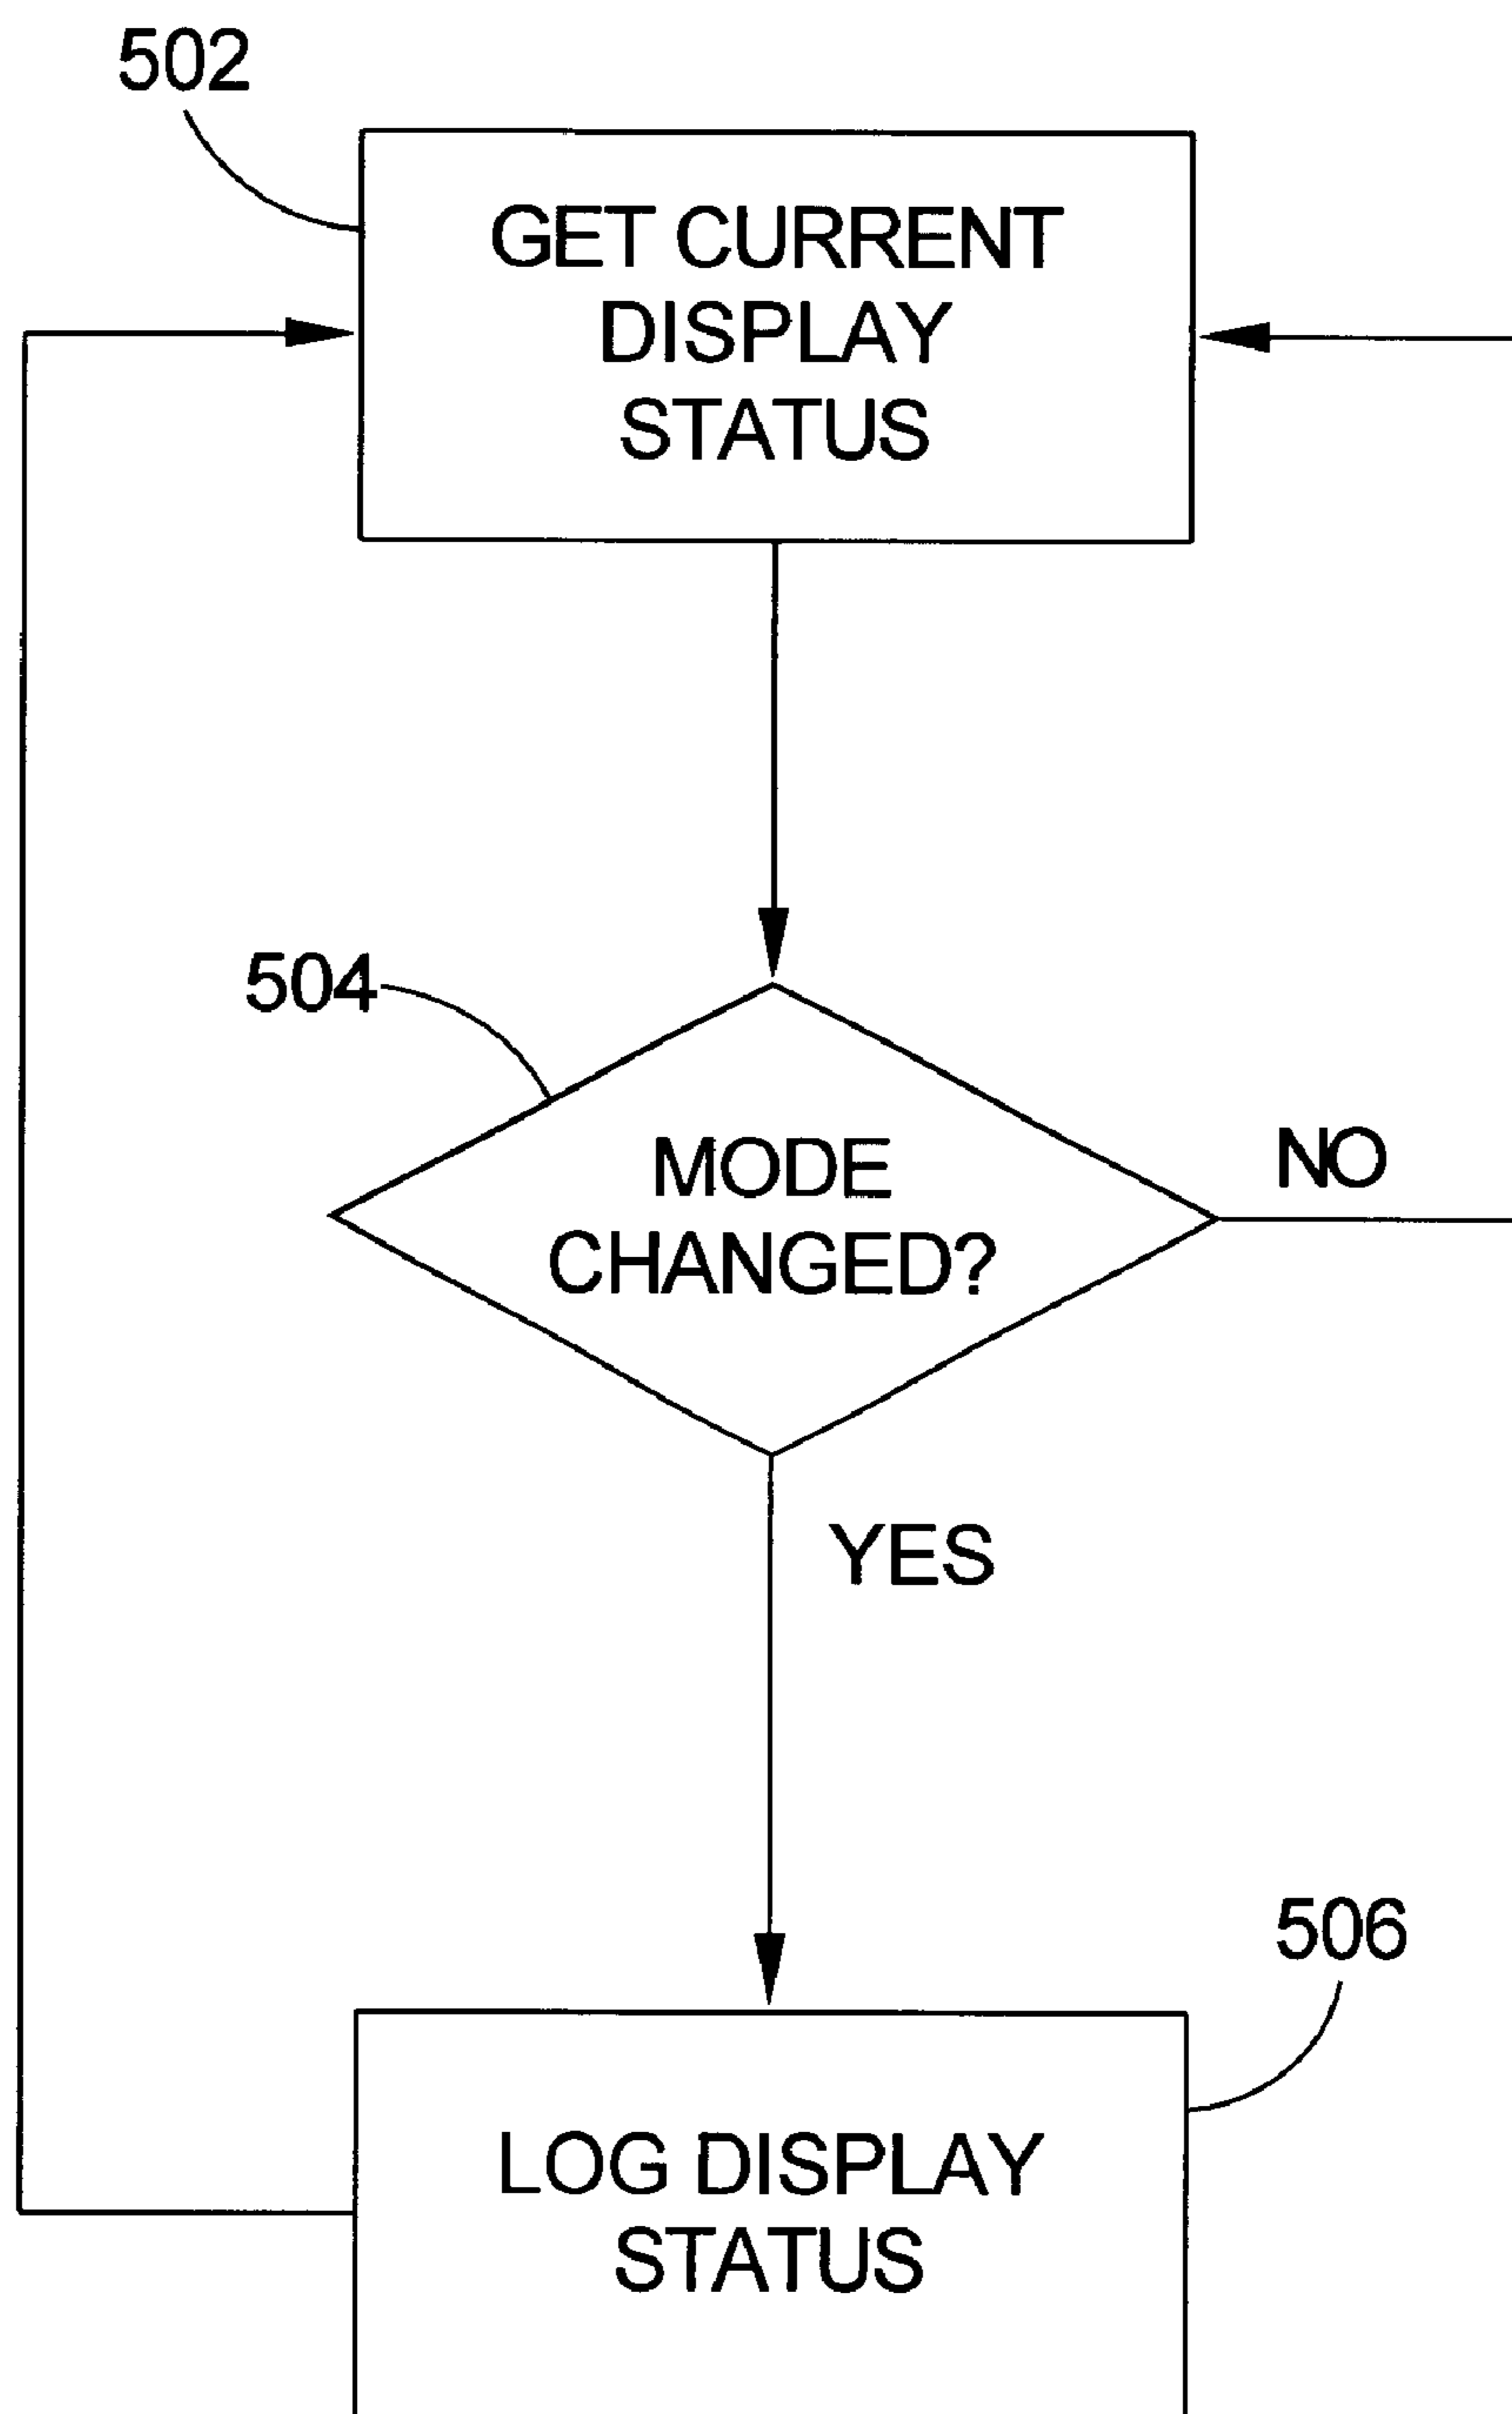 502
GET CURRENT
DISPLAY
STATUS
504
MODE
CHANGED?
NO
YES
506
LOG DISPLAY
STATUS